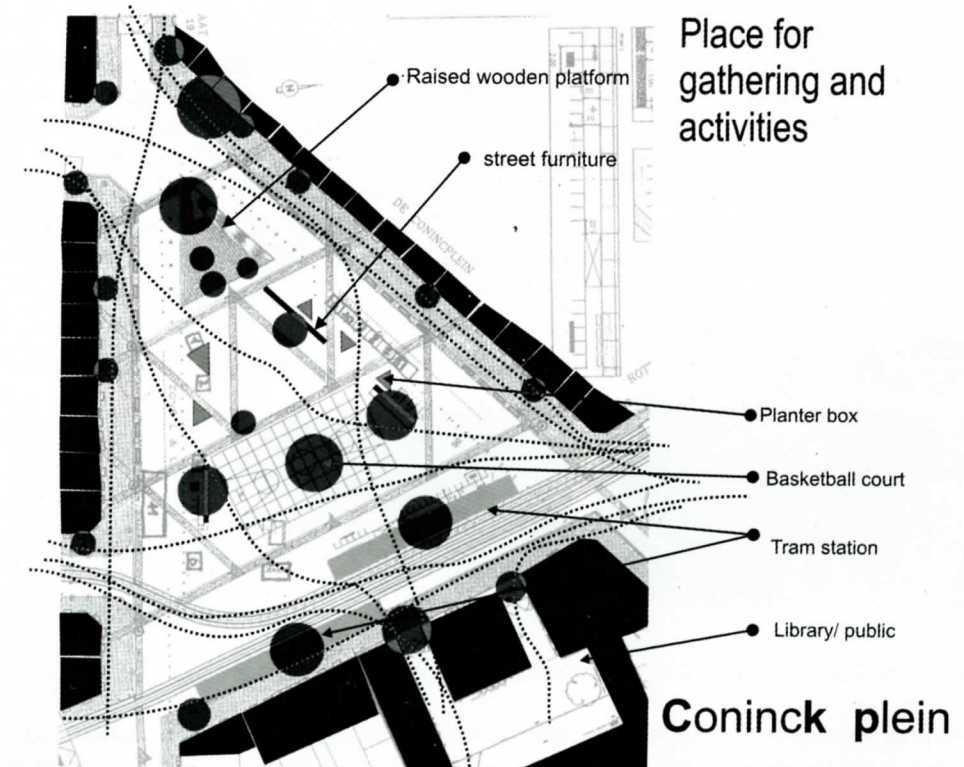 Place for
gathering and
activities
Raised wooden platform
street furniture
N
DE CONINCPLEIN
Planter box
Basketball court
Tram station
Library/ public
Coninck plein